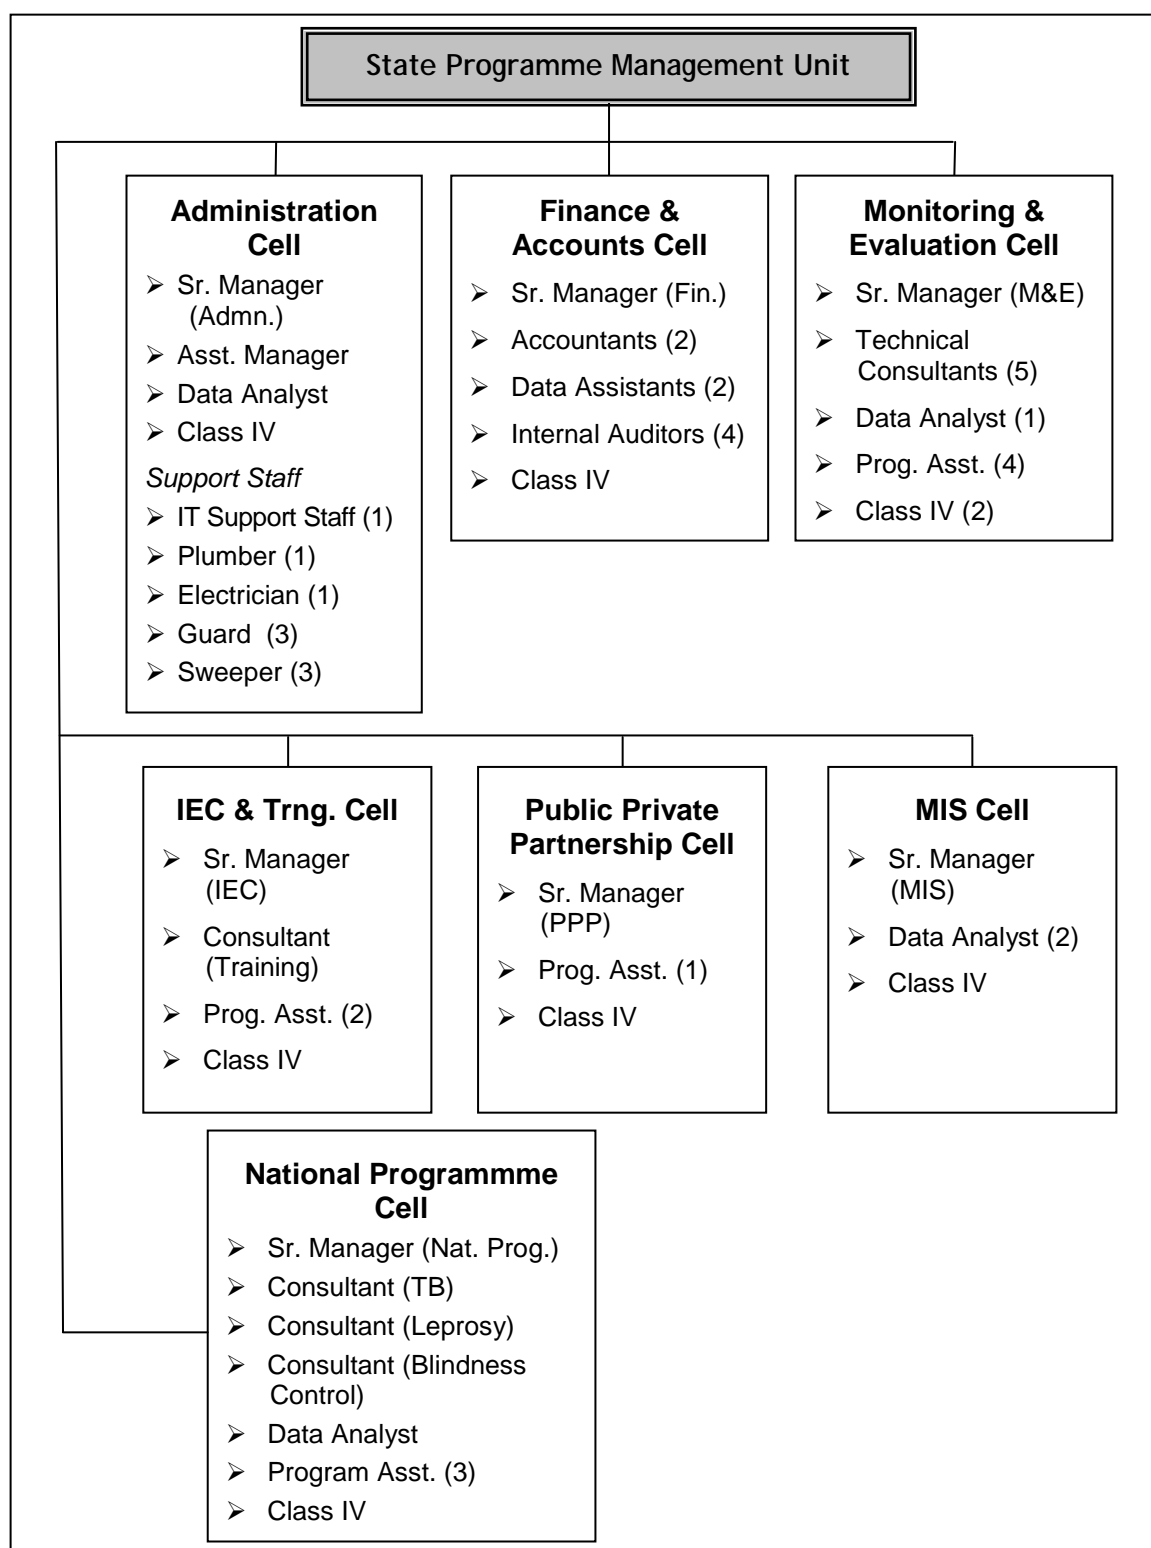 State Programme Management Unit
Administration
Cell
➢ Sr. Manager
(Admn.)
➢ Asst. Manager
➢ Data Analyst
➢ Class IV
Support Staff
➢ IT Support Staff (1)
➢ Plumber (1)
➢ Electrician (1)
➢ Guard (3)
➢ Sweeper (3)
Finance &
Accounts Cell
➢ Sr. Manager (Fin.)
➢ Accountants (2)
➢ Data Assistants (2)
➢ Internal Auditors (4)
➢ Class IV
Monitoring &
Evaluation Cell
➢ Sr. Manager (M&E)
➢ Technical
Consultants (5)
➢ Data Analyst (1)
➢ Prog. Asst. (4)
➢ Class IV (2)
IEC & Trng. Cell
➢ Sr. Manager
(IEC)
➢ Consultant
(Training)
➢ Prog. Asst. (2)
➢ Class IV
Public Private
Partnership Cell
➢ Sr. Manager
(PPP)
➢ Prog. Asst. (1)
➢ Class IV
MIS Cell
➢ Sr. Manager
(MIS)
➢ Data Analyst (2)
➢ Class IV
National Programmme
Cell
➢ Sr. Manager (Nat. Prog.)
➢ Consultant (TB)
➢ Consultant (Leprosy)
➢ Consultant (Blindness
Control)
➢ Data Analyst
➢ Program Asst. (3)
➢ Class IV